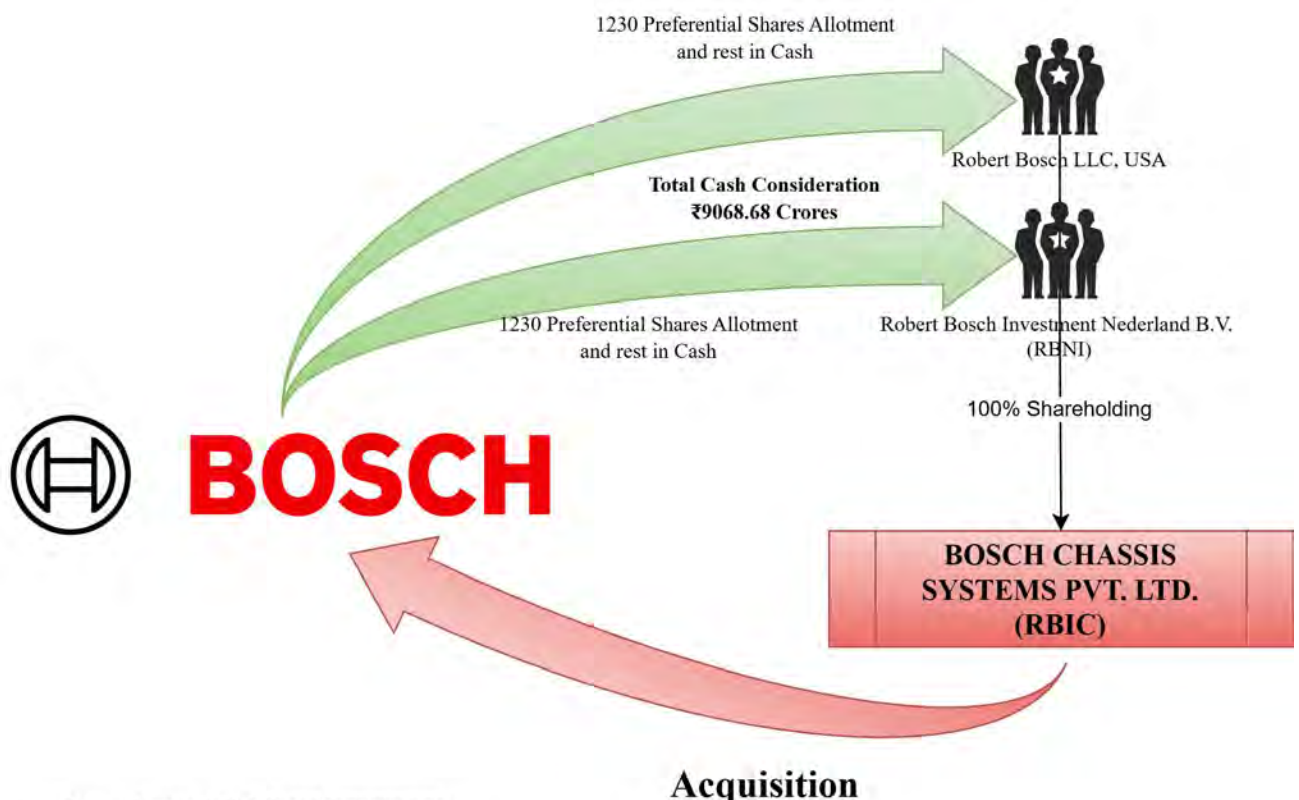 1230 Preferential Shares Allotment
and rest in Cash
Robert Bosch LLC, USA
Total Cash Consideration
₹9068.68 Crores
1230 Preferential Shares Allotment
and rest in Cash
Robert Bosch Investment Nederland B.V.
(RBNI)
100% Shareholding
BOSCH
BOSCH CHASSIS
SYSTEMS PVT. LTD.
(RBIC)
Acquisition